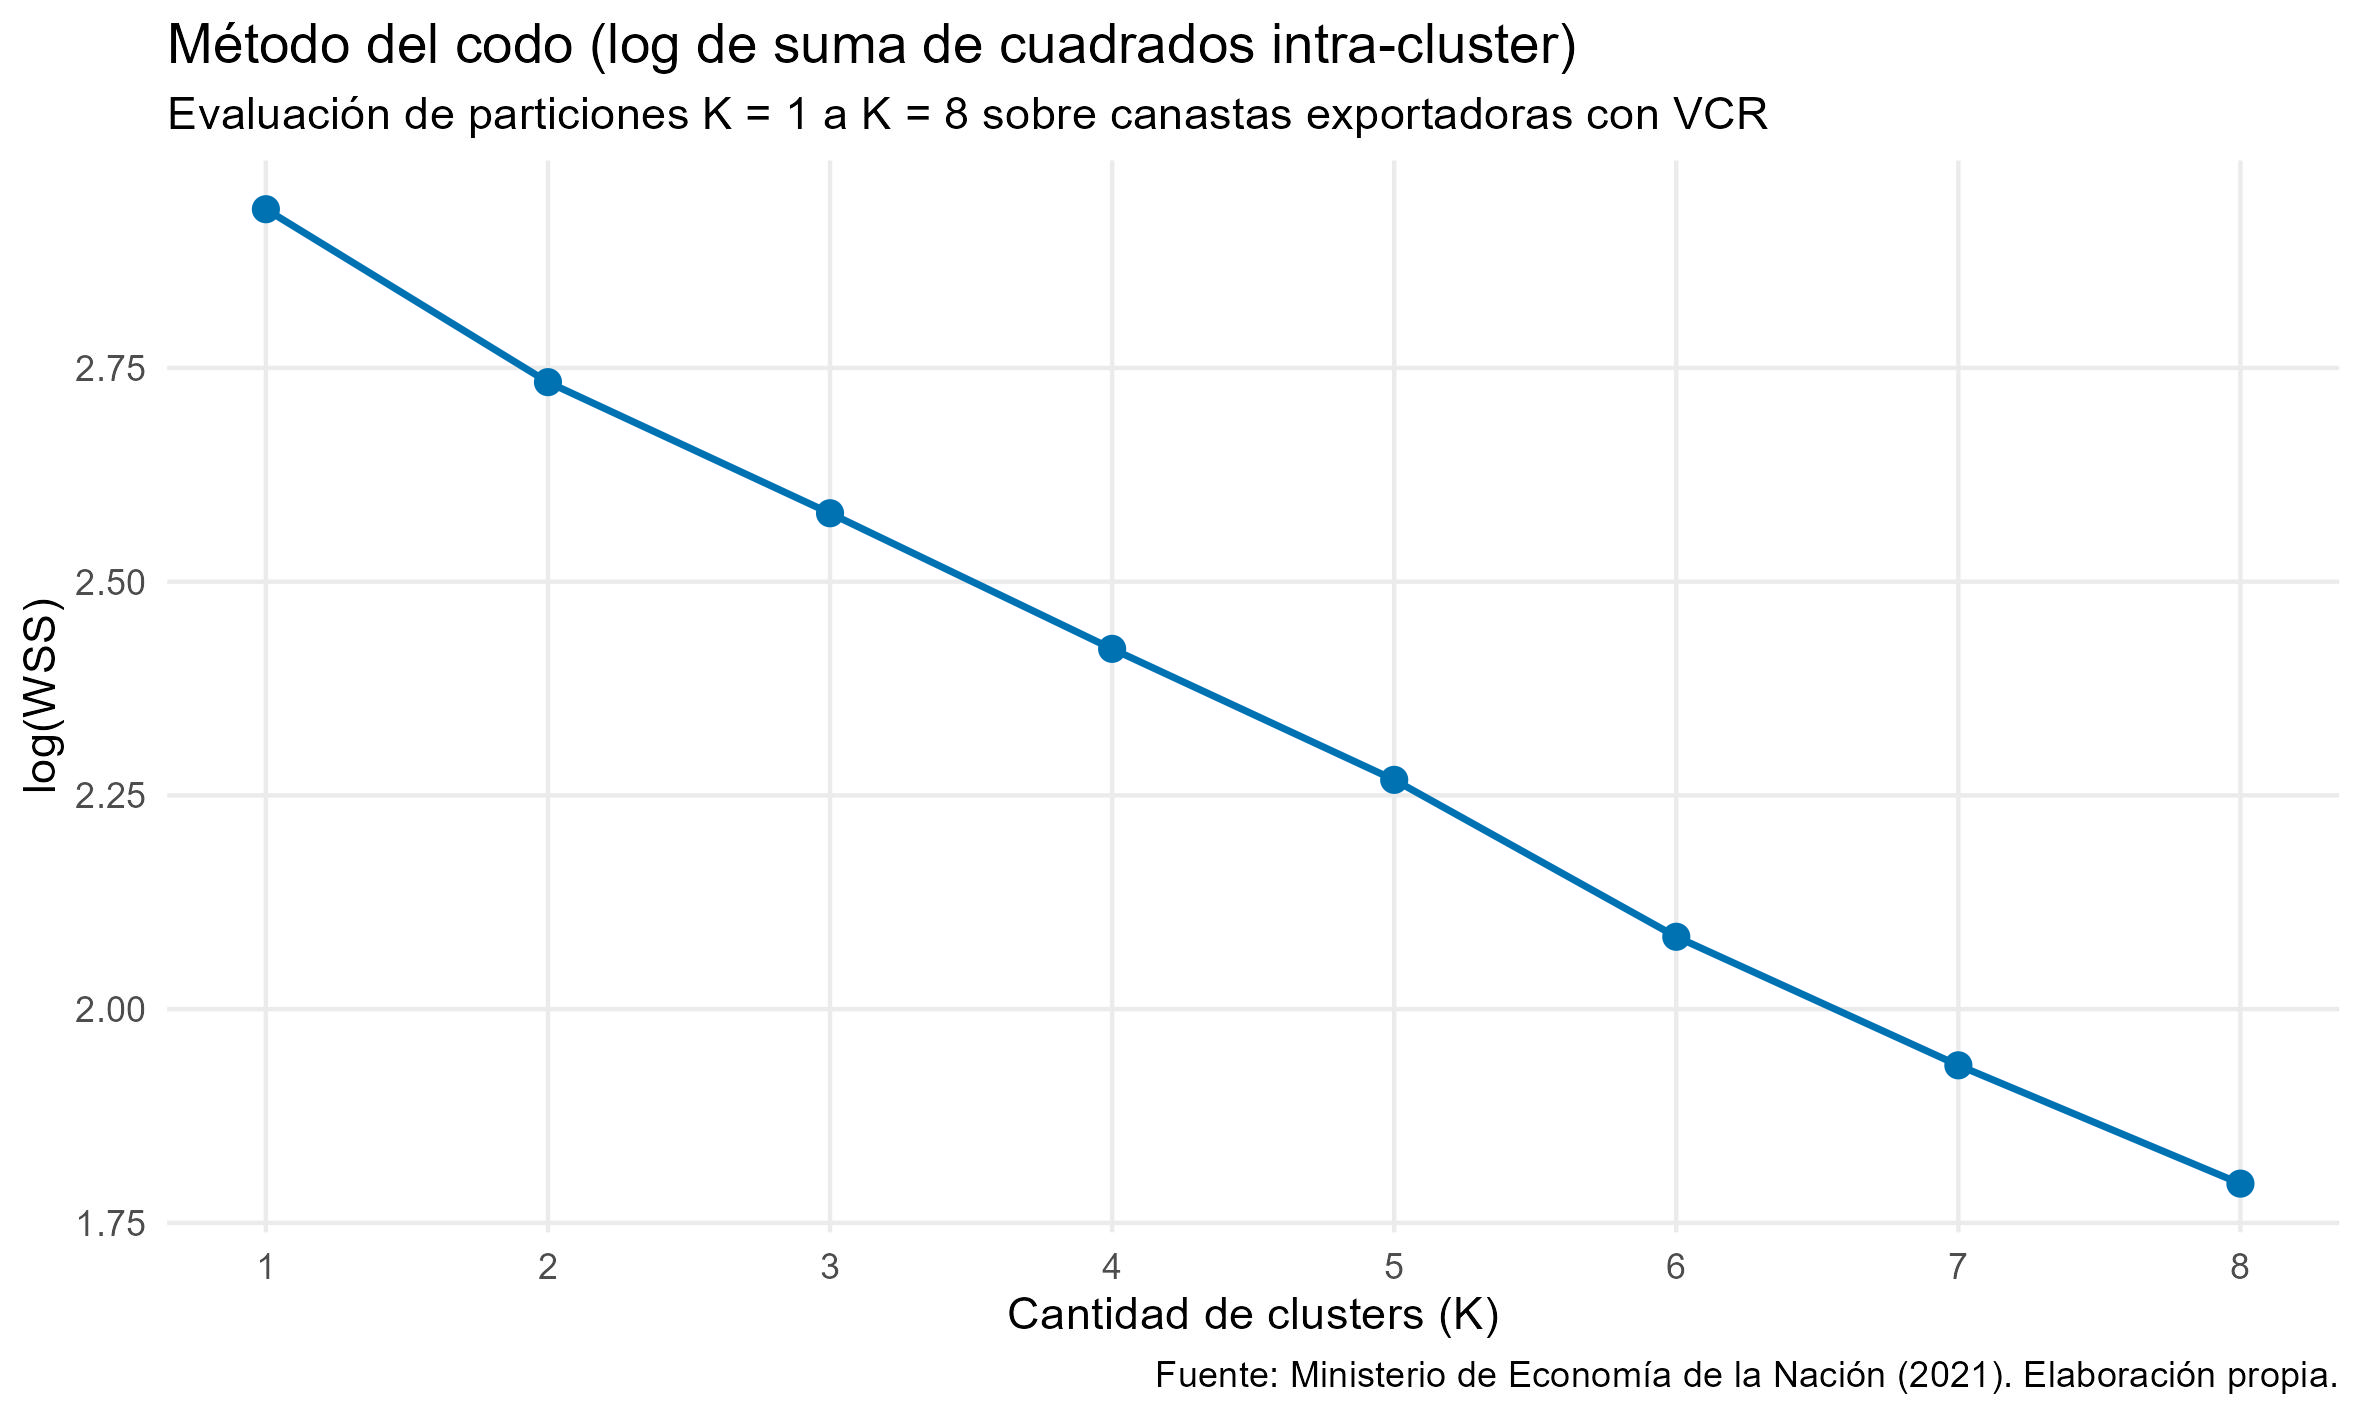 Método del codo (log de suma de cuadrados intra-cluster)
Evaluación de particiones K = 1 a K = 8 sobre canastas exportadoras con VCR
log(WSS)
2.75
2.50
2.25
2.00
1.75
1 2 3 4 5 6 7 8
Cantidad de clusters (K)
Fuente: Ministerio de Economía de la Nación (2021). Elaboración propia.